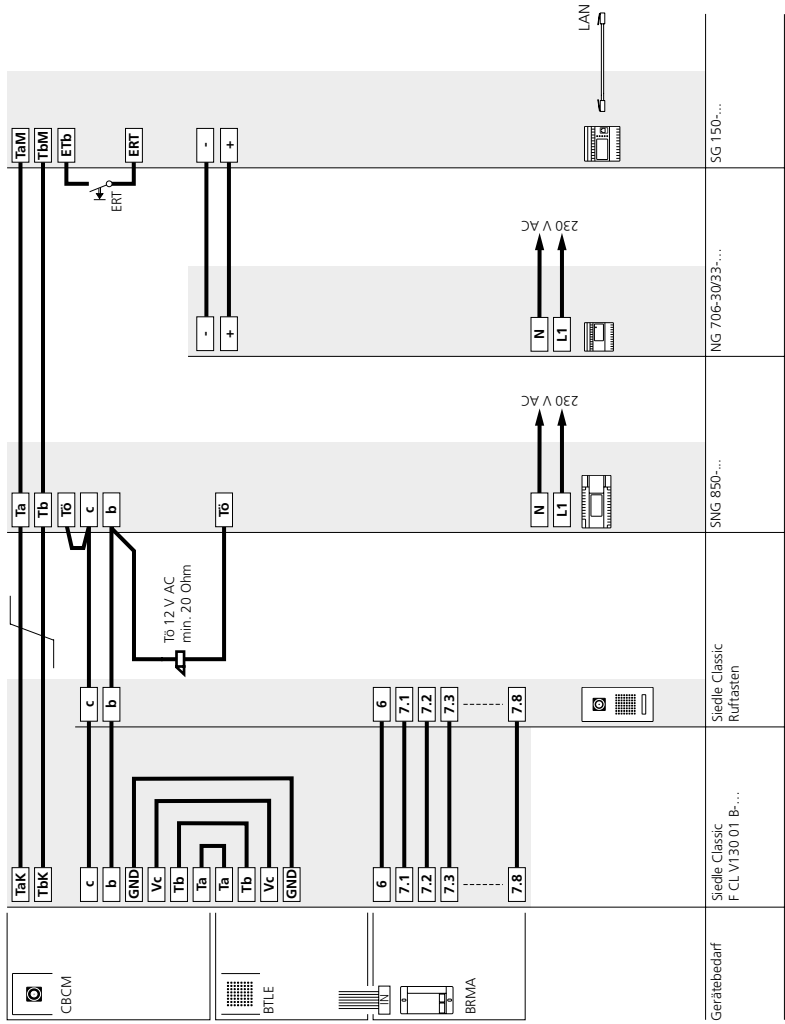 LAN
TaM
TbM
ETb
ERT
-
+
ERT
SG 150-...
230 V AC
-
+
N
L1
NG 706-30/33-...
230 V AC
Ta
Tb
Tö
c
b
Tö
N
L1
SNG 850-...
Tö 12 V AC
min. 20 Ohm
c
b
6
7.1
7.2
7.3
7.8
Siedle Classic
Ruftasten
TaK
TbK
c
b
GND
Vc
Tb
Ta
Ta
Tb
Vc
GND
6
7.1
7.2
7.3
7.8
Siedle Classic
F CL V130 01 B-...
CBCM
BTLE
IN
BRMA
Gerätebedarf